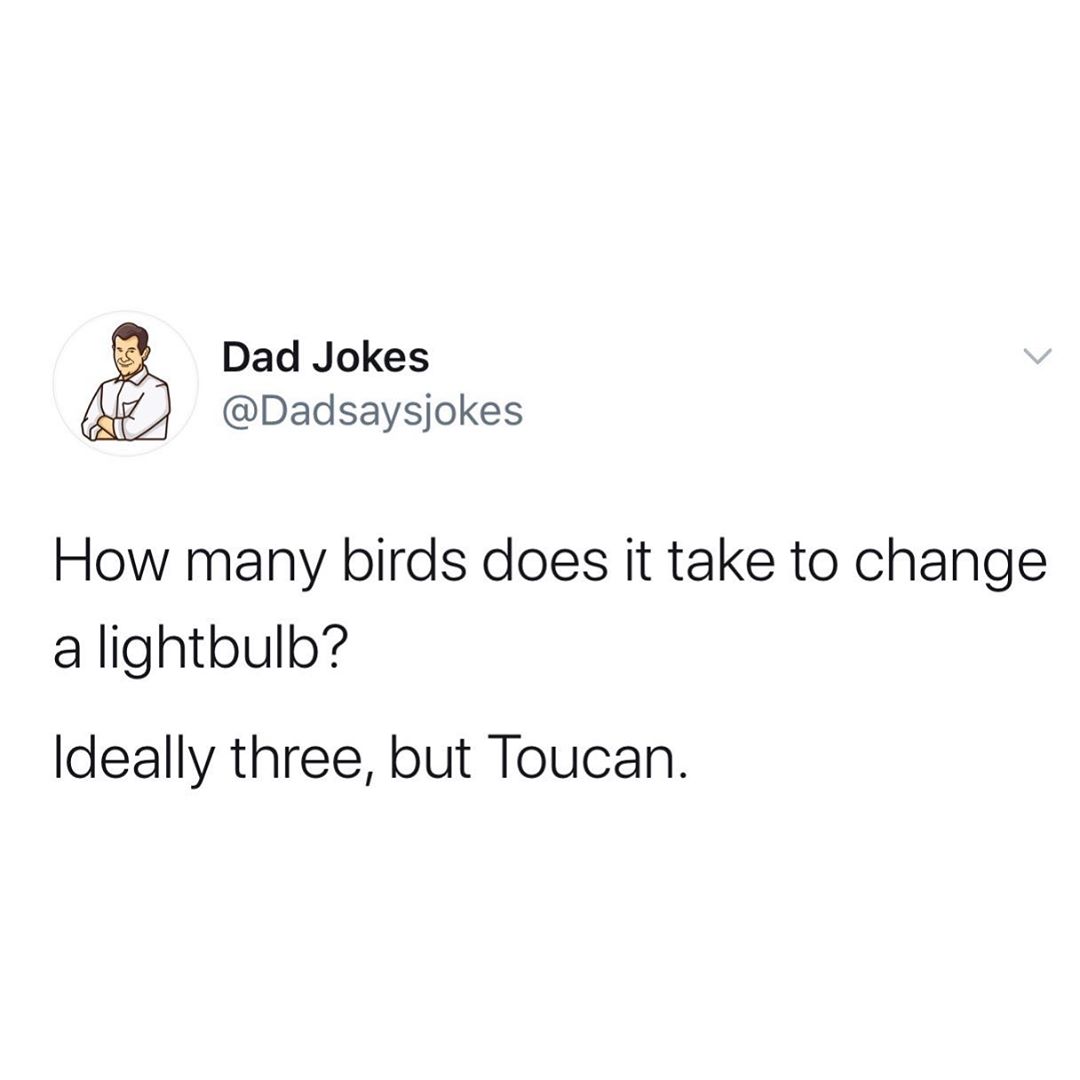 Dad Jokes
@Dadsaysjokes
How many birds does it take to change
a lightbulb?
Ideally three, but Toucan.